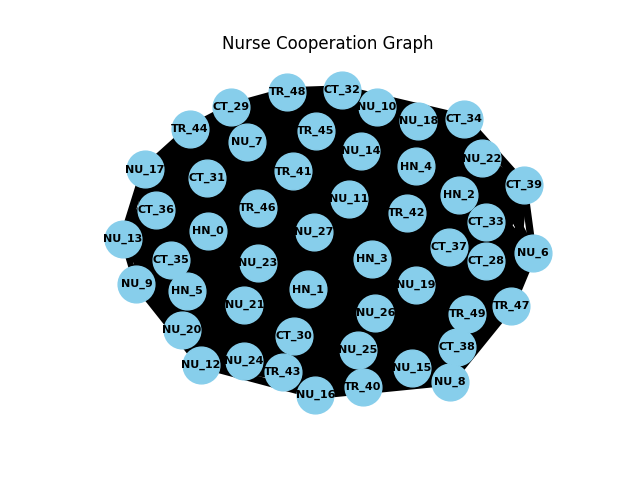 Nurse Cooperation Graph
TR_48
CT_32
CT_29
NU_10
CT_34
NU_18
TR_44
TR_45
NU_7
NU_14
NU_22
HN_4
NU_17
TR_41
CT_31
CT_39
HN_2
NU_11
TR_46
CT_36
TR_42
CT_33
HN_0
NU_27
NU_13
CT_37
NU_6
HN_3
CT_35
CT_28
NU_23
NU_9
NU_19
HN_5
HN_1
NU_21
TR_47
NU_26
TR_49
NU_20
CT_30
CT_38
NU_25
NU_24
NU_12
NU_15
TR_43
NU_8
TR_40
NU_16